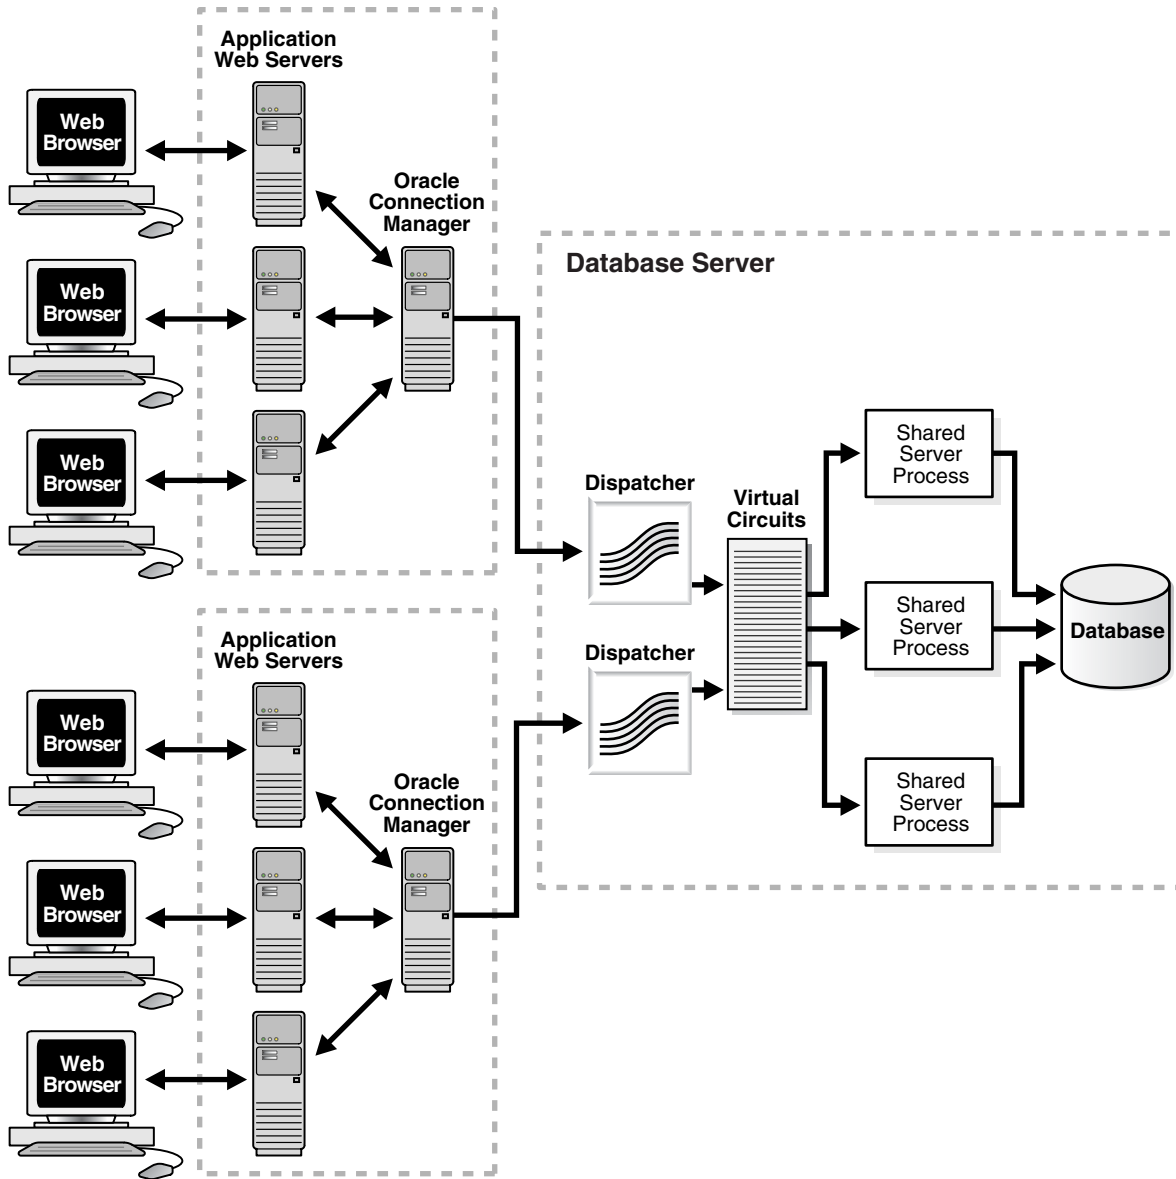 Application
Web Servers
Web
Browser
Oracle
Connection
Manager
Web
Browser
Web
Browser
Database Server
Dispatcher
Virtual
Circuits
Shared
Server
Process
Shared
Server
Process
Database
Dispatcher
Shared
Server
Process
Application
Web Servers
Web
Browser
Oracle
Connection
Manager
Web
Browser
Web
Browser